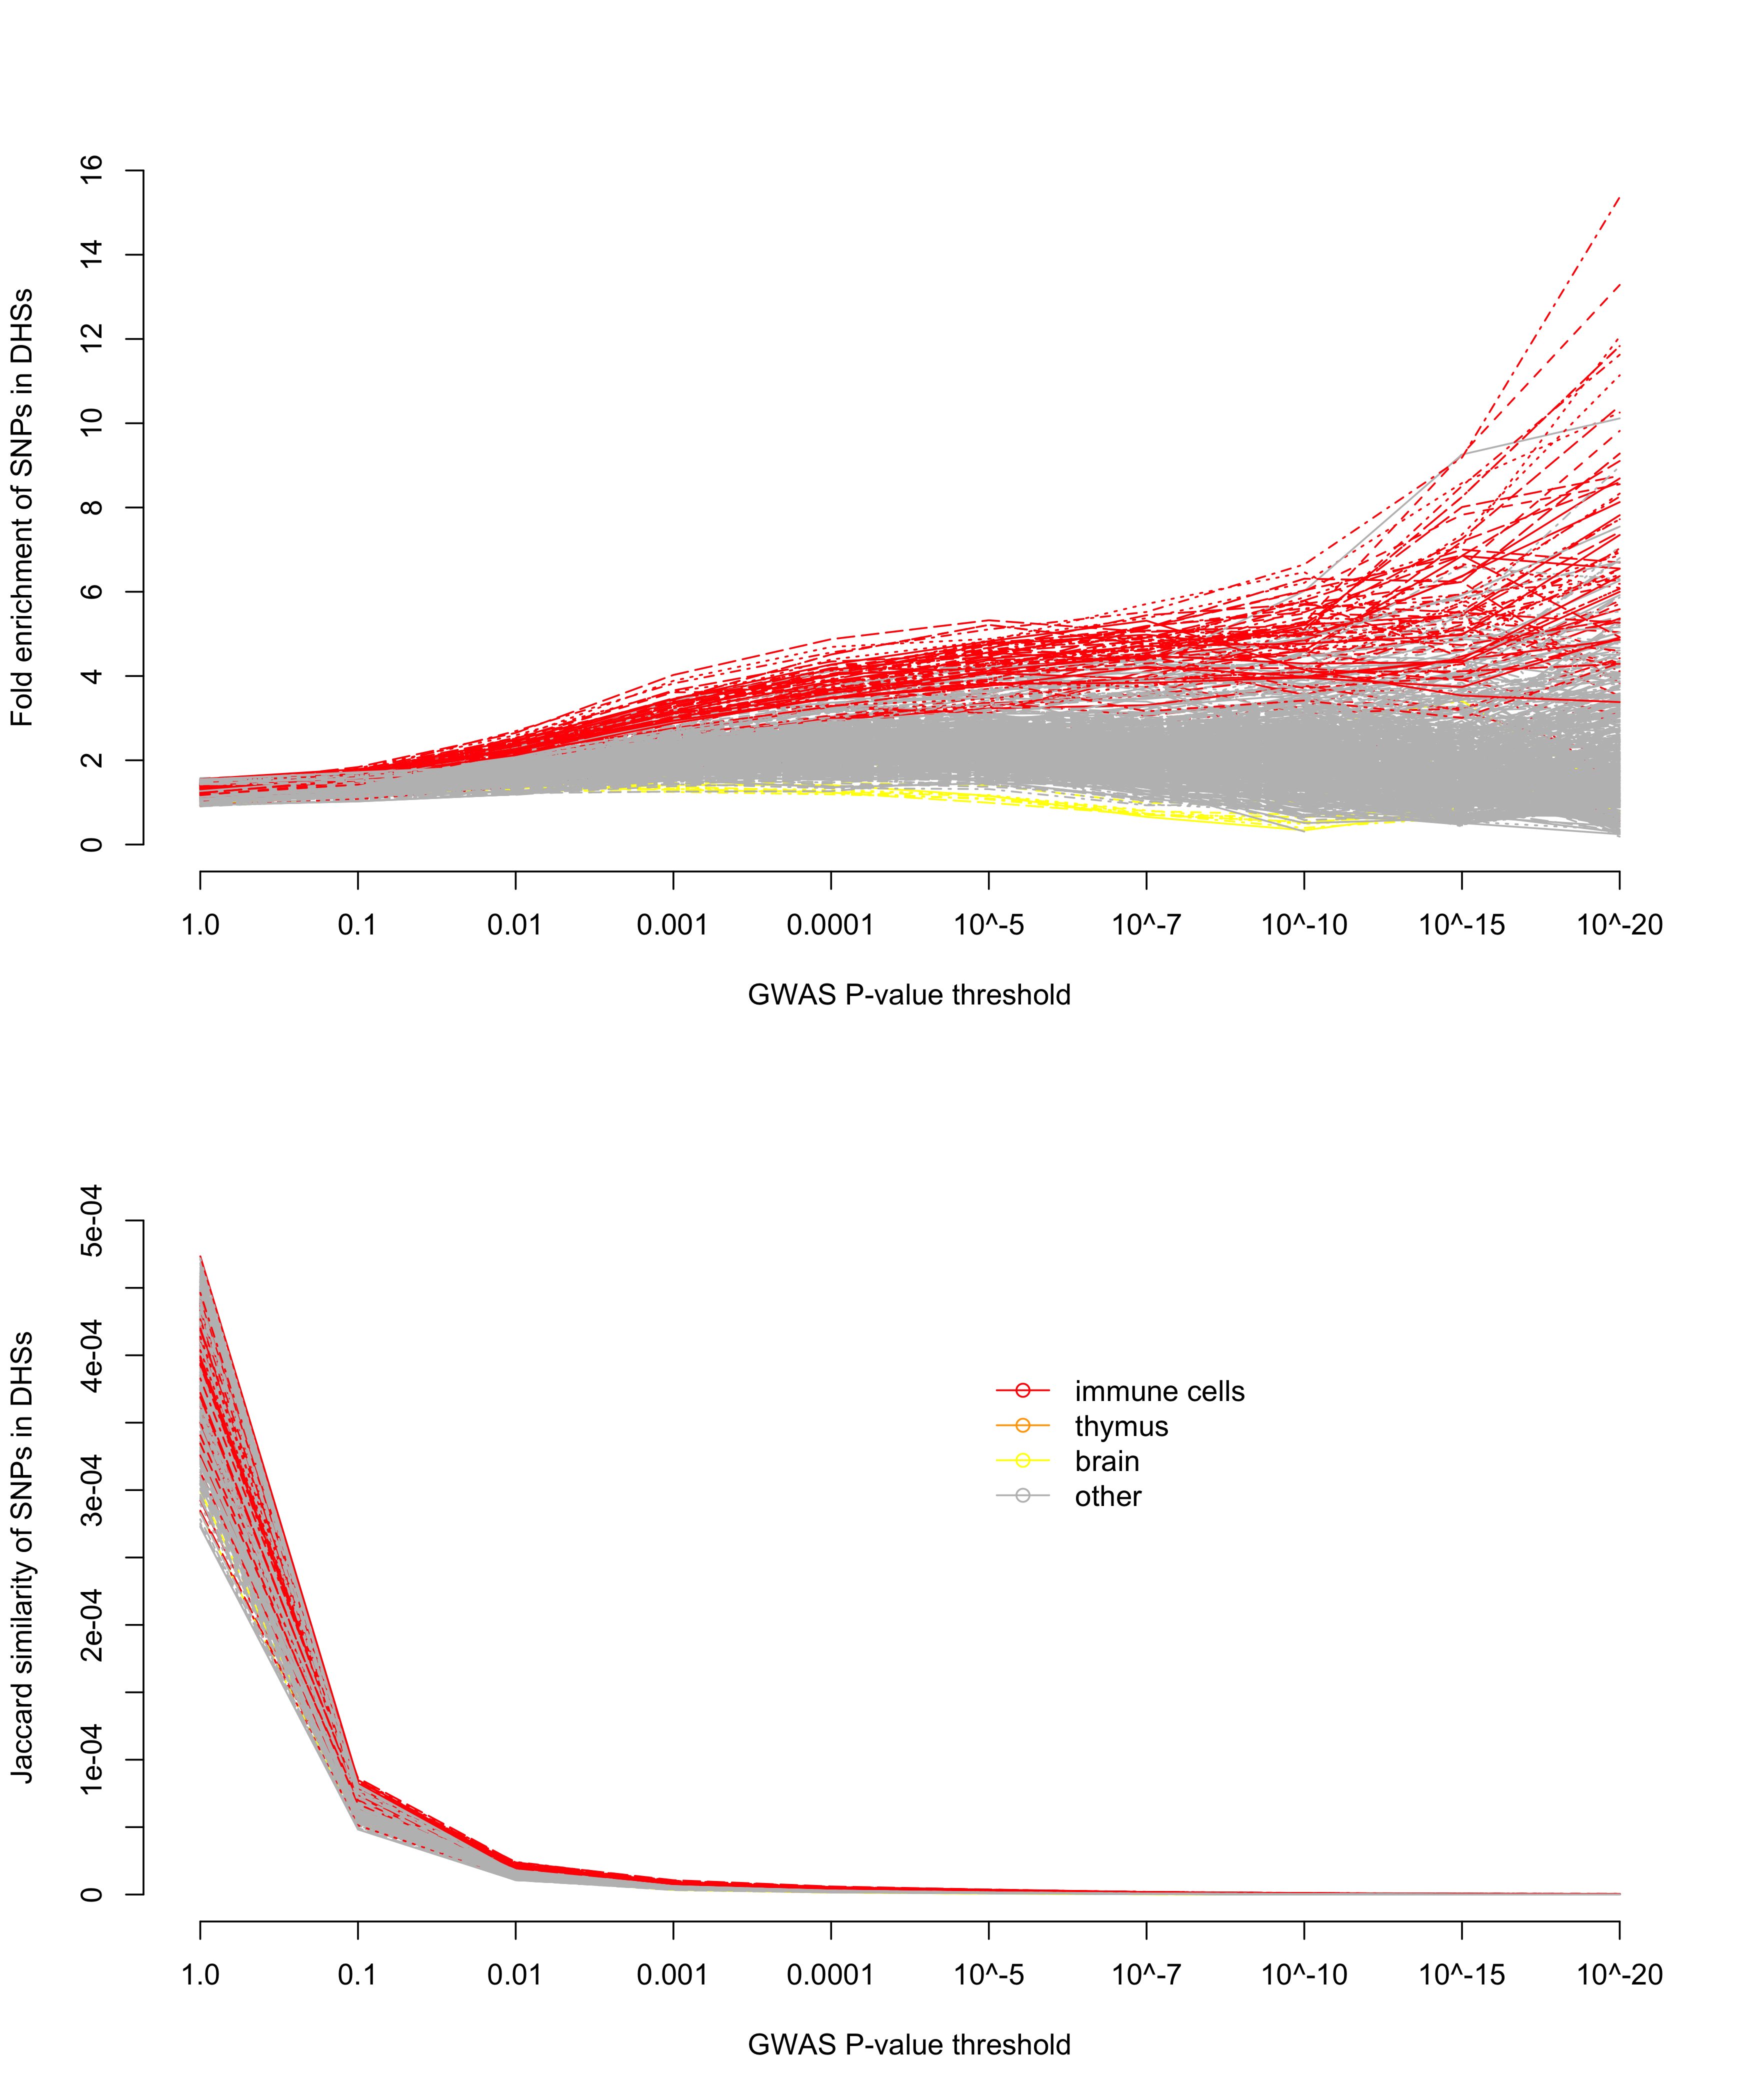 Fold enrichment of SNPs in DHSs
16
14
12
10
8
6
4
2
0
1.0 0.1 0.01 0.001 0.0001 10^-5 10^-7 10^-10 10^-15 10^-20
GWAS P-value threshold
Jaccard similarity of SNPs in DHSs
5e-04
4e-04
3e-04
2e-04
1e-04
0
immune cells
thymus
brain
other
1.0 0.1 0.01 0.001 0.0001 10^-5 10^-7 10^-10 10^-15 10^-20
GWAS P-value threshold